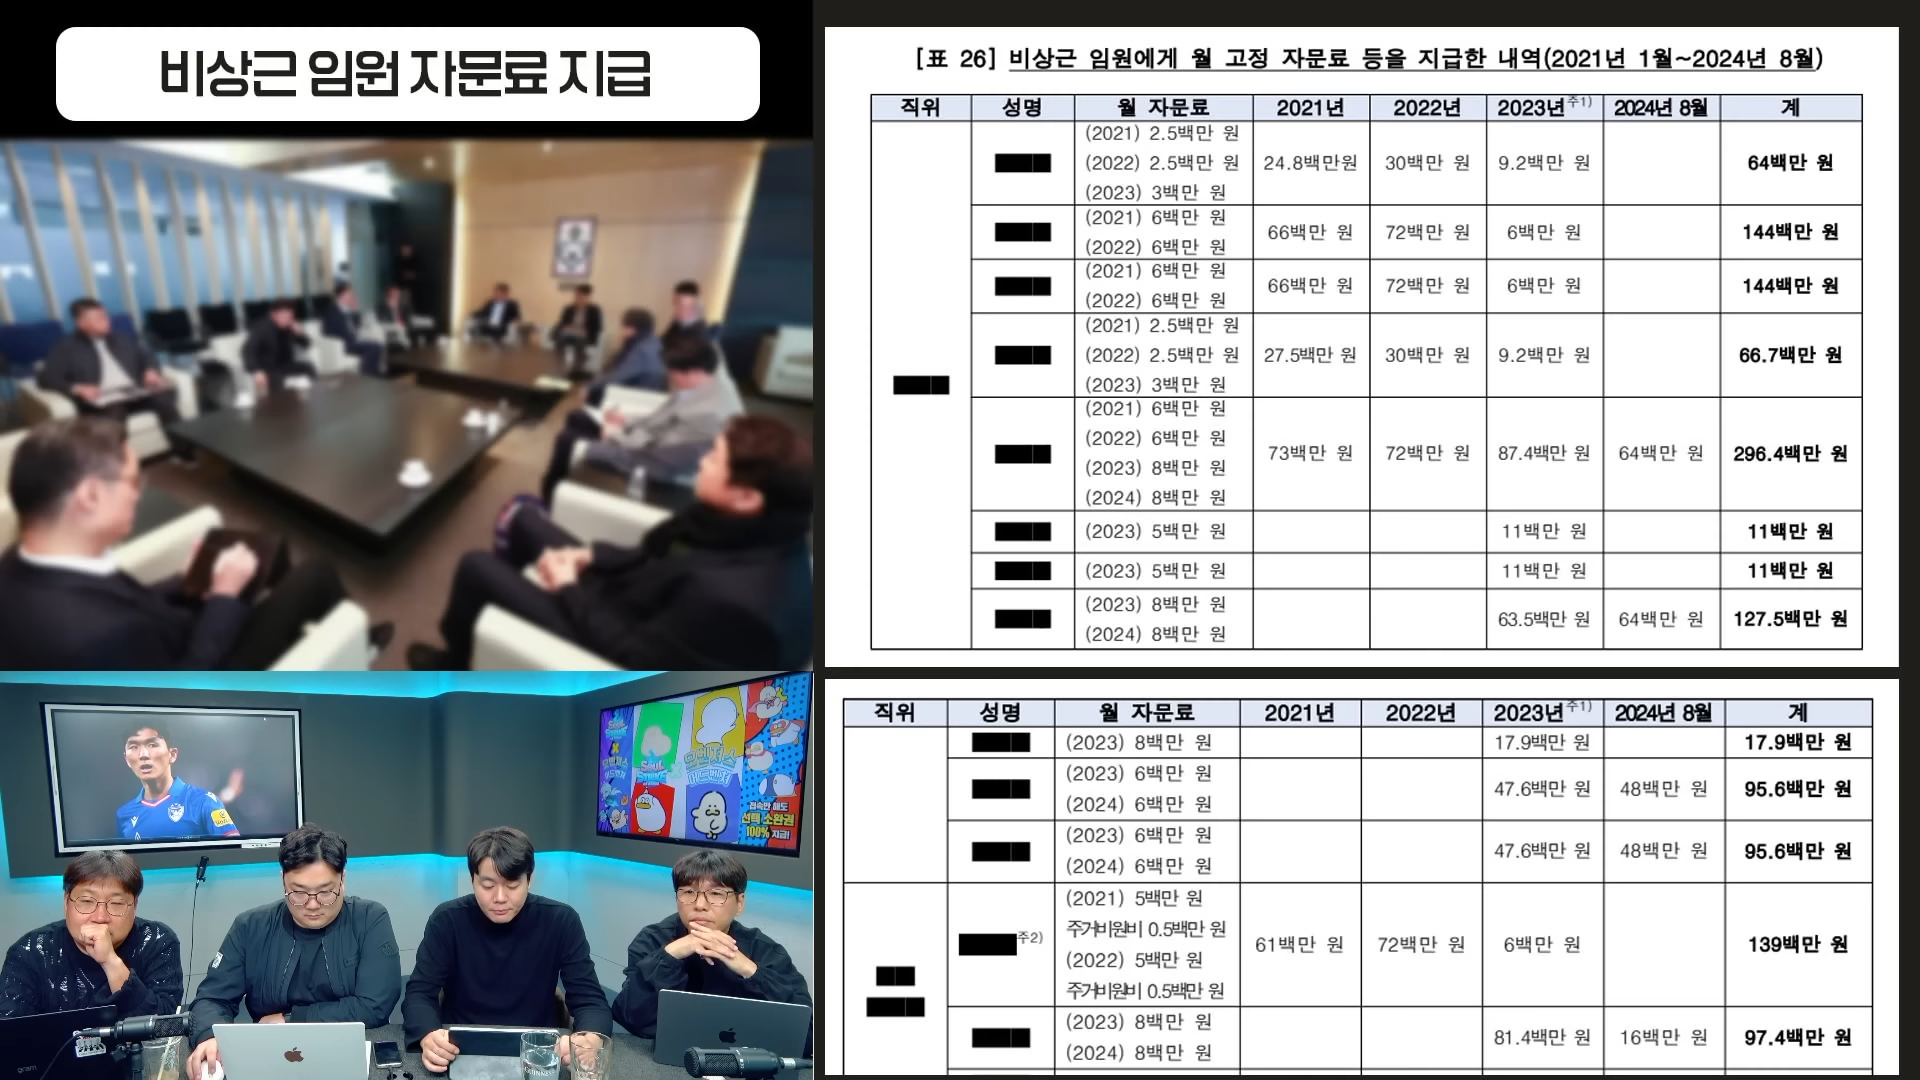 비상근 임원 자문료 지급
[표 26] 비상근 임원에게 월 고정 자문료 등을 지급한 내역(2021년 1월~2024년 8월)
직위 성명 월 자문료 2021년 2022년 2023년주1) 2024년 8월 계
(2021) 2.5백만 원
(2022) 2.5백만 원 24.8백만원 30백만 원 9.2백만 원 64백만 원
(2023) 3백만 원
(2021) 6백만 원
(2022) 6백만 원 66백만 원 72백만 원 6백만 원 144백만 원
(2021) 6백만 원
(2022) 6백만 원 66백만 원 72백만 원 6백만 원 144백만 원
(2021) 2.5백만 원
(2022) 2.5백만 원 27.5백만 원 30백만 원 9.2백만 원 66.7백만 원
(2023) 3백만 원
(2021) 6백만 원
(2022) 6백만 원
(2023) 8백만 원 73백만 원 72백만 원 87.4백만 원 64백만 원 296.4백만 원
(2024) 8백만 원
(2023) 5백만 원 11백만 원 11백만 원
(2023) 5백만 원 11백만 원 11백만 원
(2023) 8백만 원
(2024) 8백만 원 63.5백만 원 64백만 원 127.5백만 원
직위 성명 월 자문료 2021년 2022년 2023년주1) 2024년 8월 계
(2023) 8백만 원 17.9백만 원 17.9백만 원
(2023) 6백만 원
(2024) 6백만 원 47.6백만 원 48백만 원 95.6백만 원
(2023) 6백만 원
(2024) 6백만 원 47.6백만 원 48백만 원 95.6백만 원
(2021) 5백만 원
주거비원비 0.5백만 원
주2) 61백만 원 72백만 원 6백만 원 139백만 원
(2022) 5백만 원
주거비원비 0.5백만 원
(2023) 8백만 원
(2024) 8백만 원 81.4백만 원 16백만 원 97.4백만 원
접속만 해도
선택 소환권
100% 지급!
gram
GUINNESS